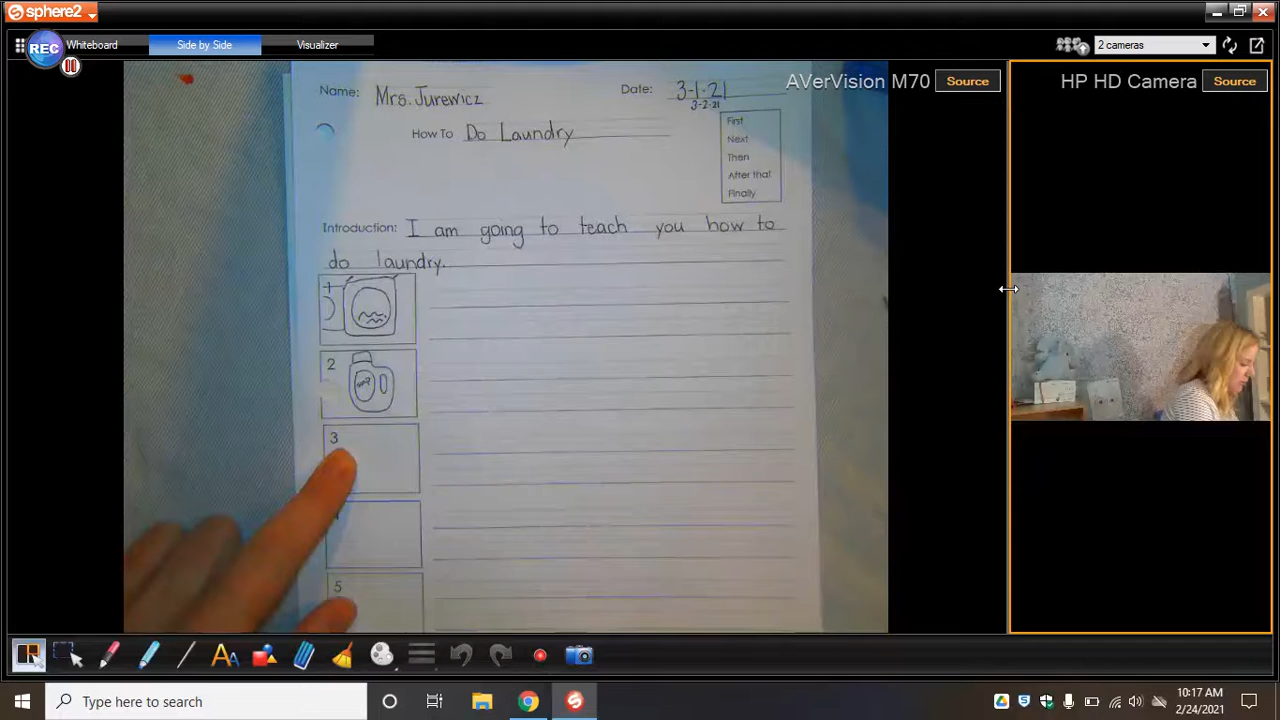 sphere2
REC
Whiteboard
Side by Side
Visualizer
2 cameras
AVerVision M70
Source
HP HD Camera
Source
Name: Mrs. Jurewicz
Date: 3-1-21
3-2-21
How To Do Laundry
First
Next
Then
After that
Finally
Introduction: I am going to teach you how to
do laundry.
2
3
5
Type here to search
10:17 AM
2/24/2021